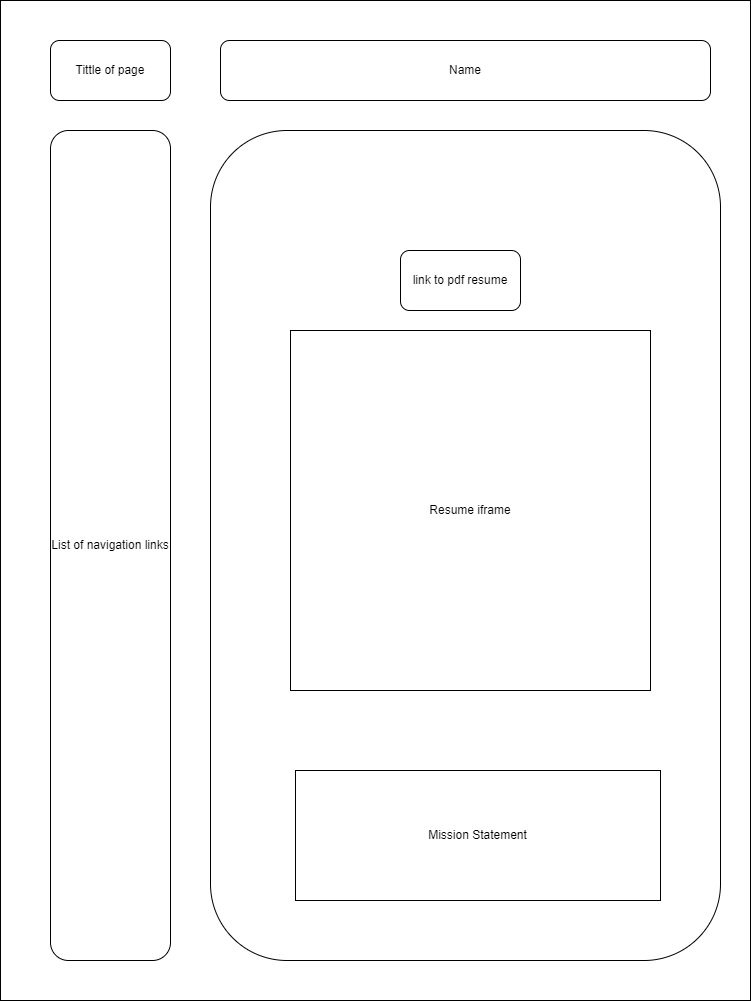 Tittle of page
Name
link to pdf resume
Resume iframe
List of navigation links
Mission Statement